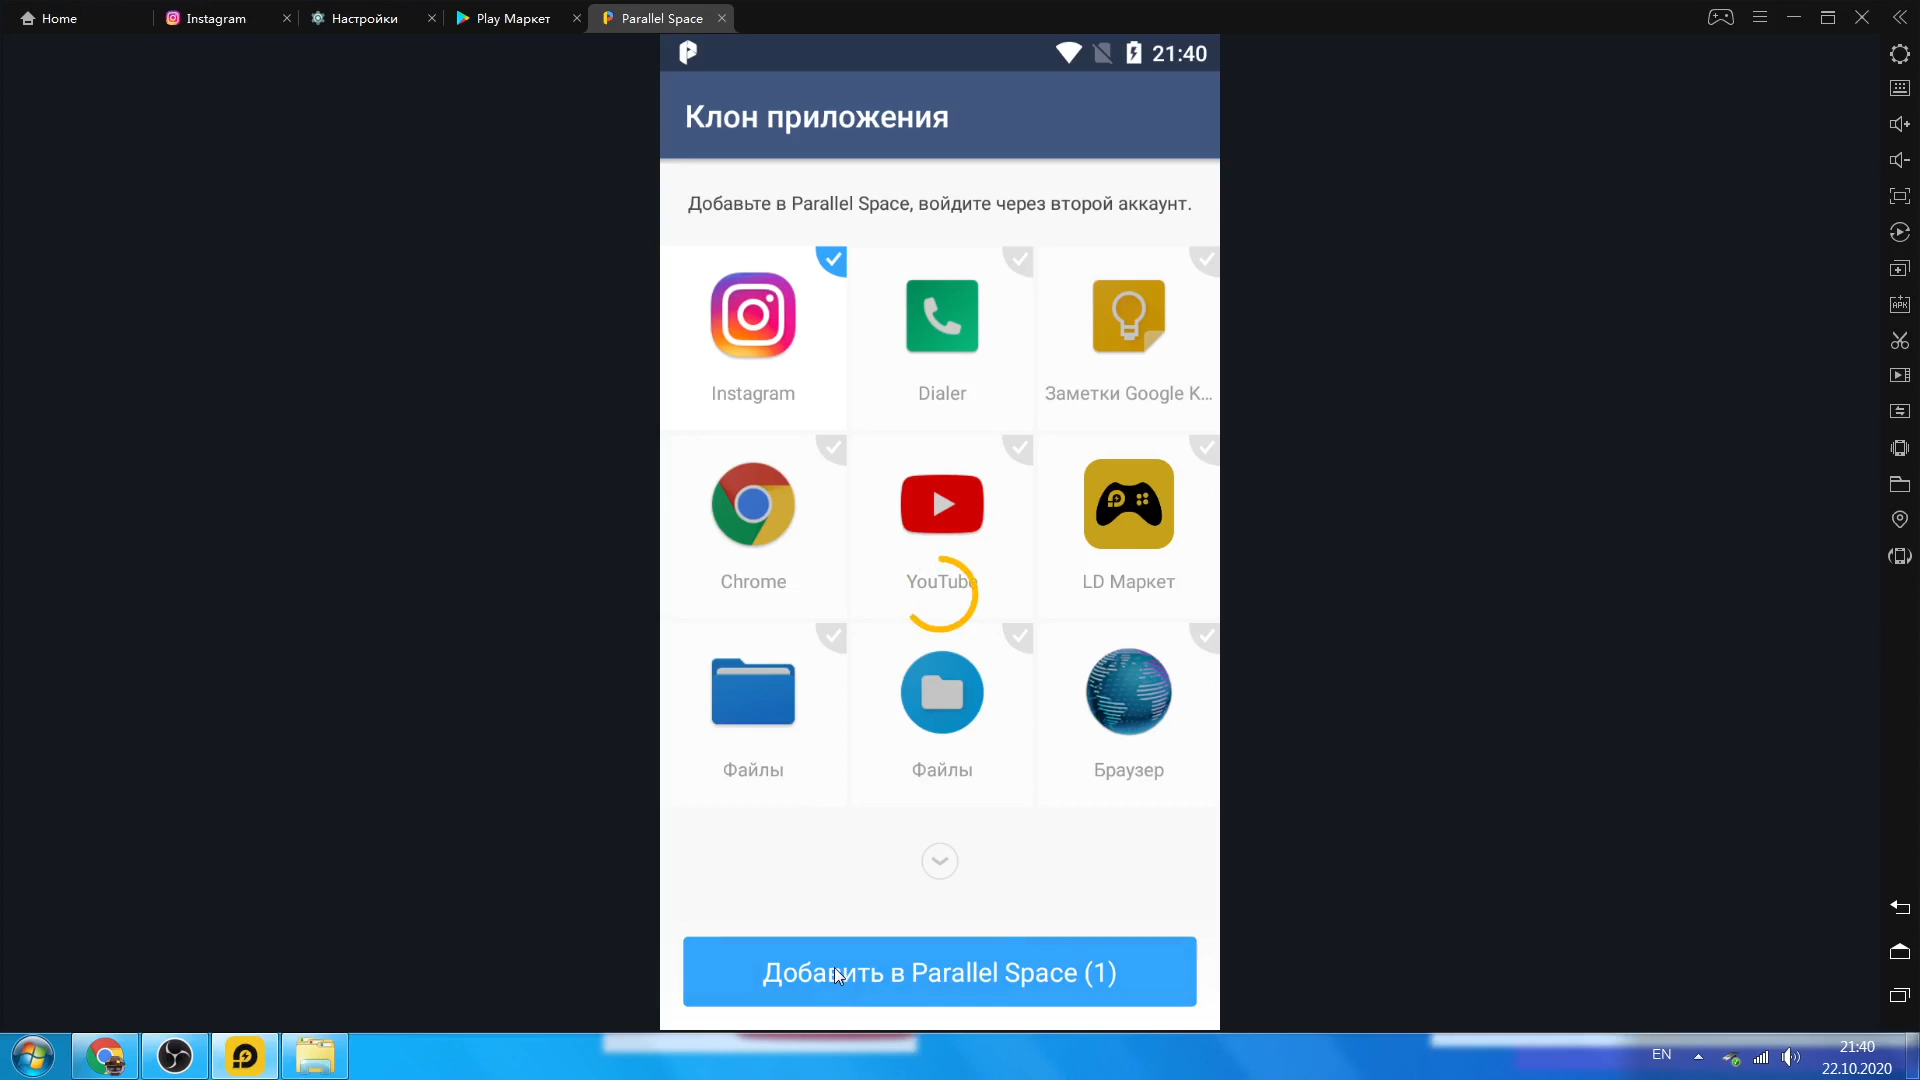 Home
Instagram
Настройки
Play Маркет
Parallel Space
21:40
Клон приложения
Добавьте в Parallel Space, войдите через второй аккаунт.
Instagram
Dialer
Заметки Google K...
Chrome
YouTube
LD Маркет
Файлы
Файлы
Браузер
Добавить в Parallel Space (1)
APK
EN
21:40
22.10.2020